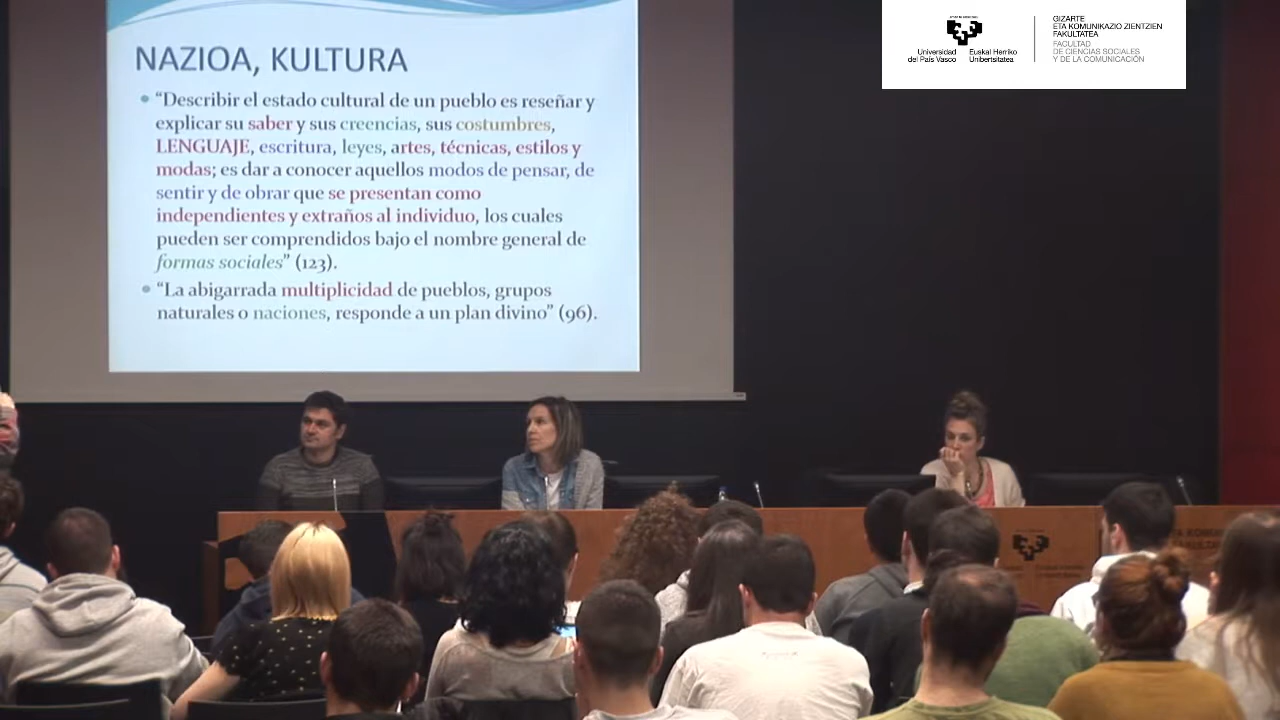 NAZIOA, KULTURA
“Describir el estado cultural de un pueblo es reseñar y
explicar su saber y sus creencias, sus costumbres,
LENGUAJE, escritura, leyes, artes, técnicas, estilos y
modas; es dar a conocer aquellos modos de pensar, de
sentir y de obrar que se presentan como
independientes y extraños al individuo, los cuales
pueden ser comprendidos bajo el nombre general de
formas sociales” (123).
“La abigarrada multiplicidad de pueblos, grupos
naturales o naciones, responde a un plan divino” (96).
Universidad del País Vasco
Euskal Herriko Unibertsitatea
GIZARTE
ETA KOMUNIKAZIO ZIENTZIEN
FAKULTATEA
FACULTAD
DE CIENCIAS SOCIALES
Y DE LA COMUNICACIÓN